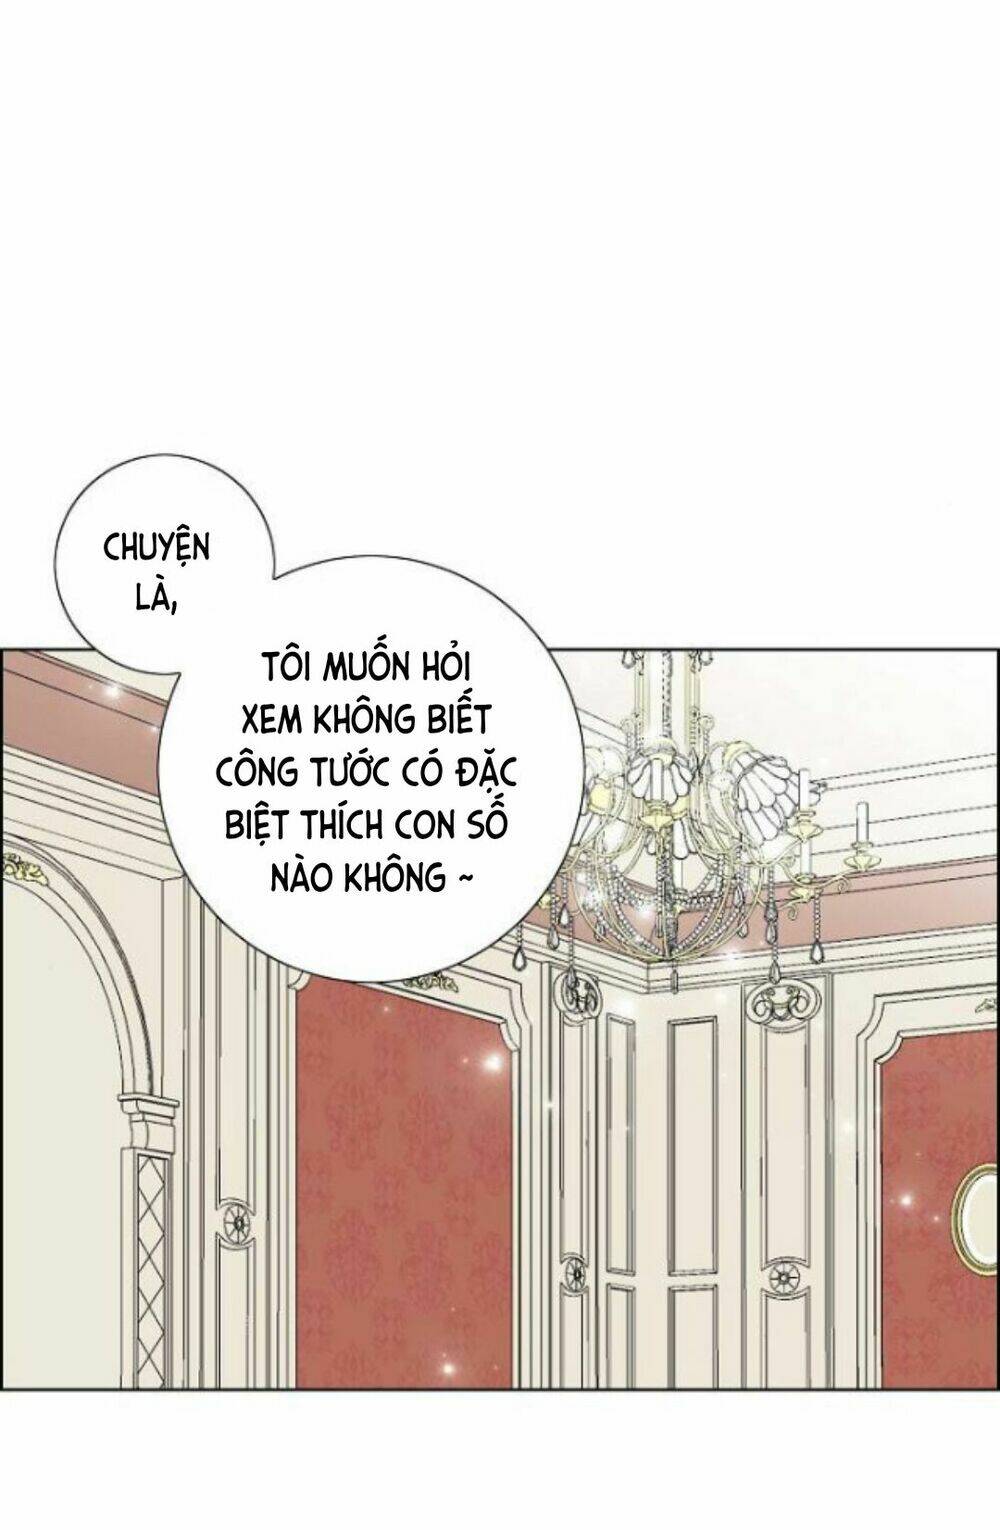 CHUYỆN
LÀ,
TÔI MUỐN HỎI
XEM KHÔNG BIẾT
CÔNG TƯỚC CÓ ĐẶC
BIỆT THÍCH CON SỐ
NÀO KHÔNG ~